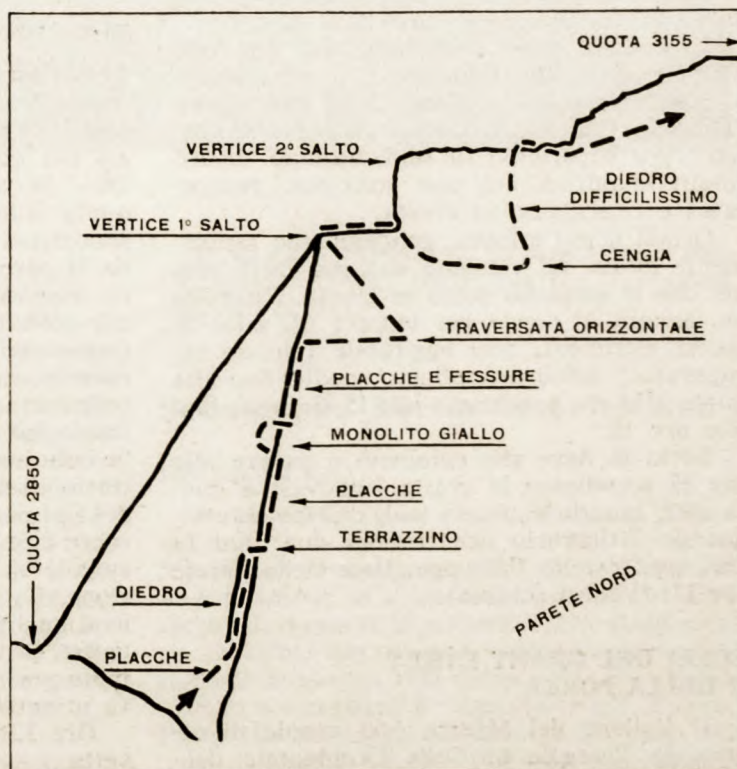 QUOTA 3155
VERTICE 2° SALTO
DIEDRO
DIFFICILISSIMO
VERTICE 1° SALTO
CENGIA
TRAVERSATA ORIZZONTALE
PLACCHE E FESSURE
MONOLITO GIALLO
PLACCHE
QUOTA 2850
TERRAZZINO
DIEDRO
PARETE NORD
PLACCHE